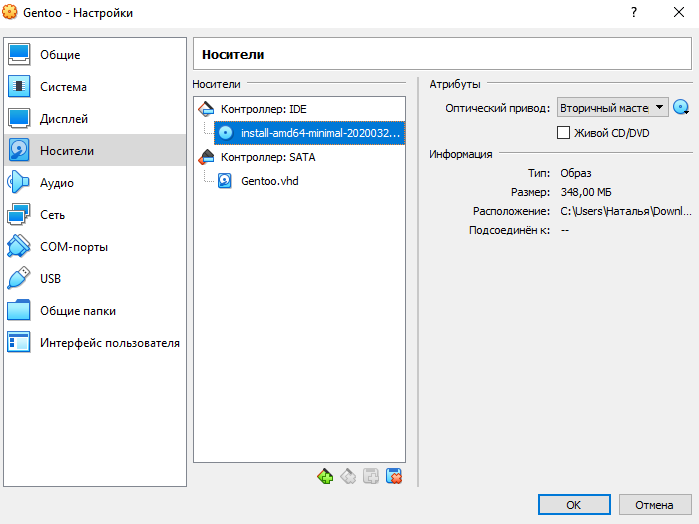 Gentoo - Настройки
?
Общие
Система
Дисплей
Носители
Аудио
Сеть
COM-порты
USB
Общие папки
Интерфейс пользователя
Носители
Носители
Контроллер: IDE
install-amd64-minimal-2020032...
Контроллер: SATA
Gentoo.vhd
Атрибуты
Оптический привод: Вторичный масте
Живой CD/DVD
Информация
Тип: Образ
Размер: 348,00 МБ
Расположение: C:\Users\Наталья\Downl...
Подсоединён к: --
OK
Отмена